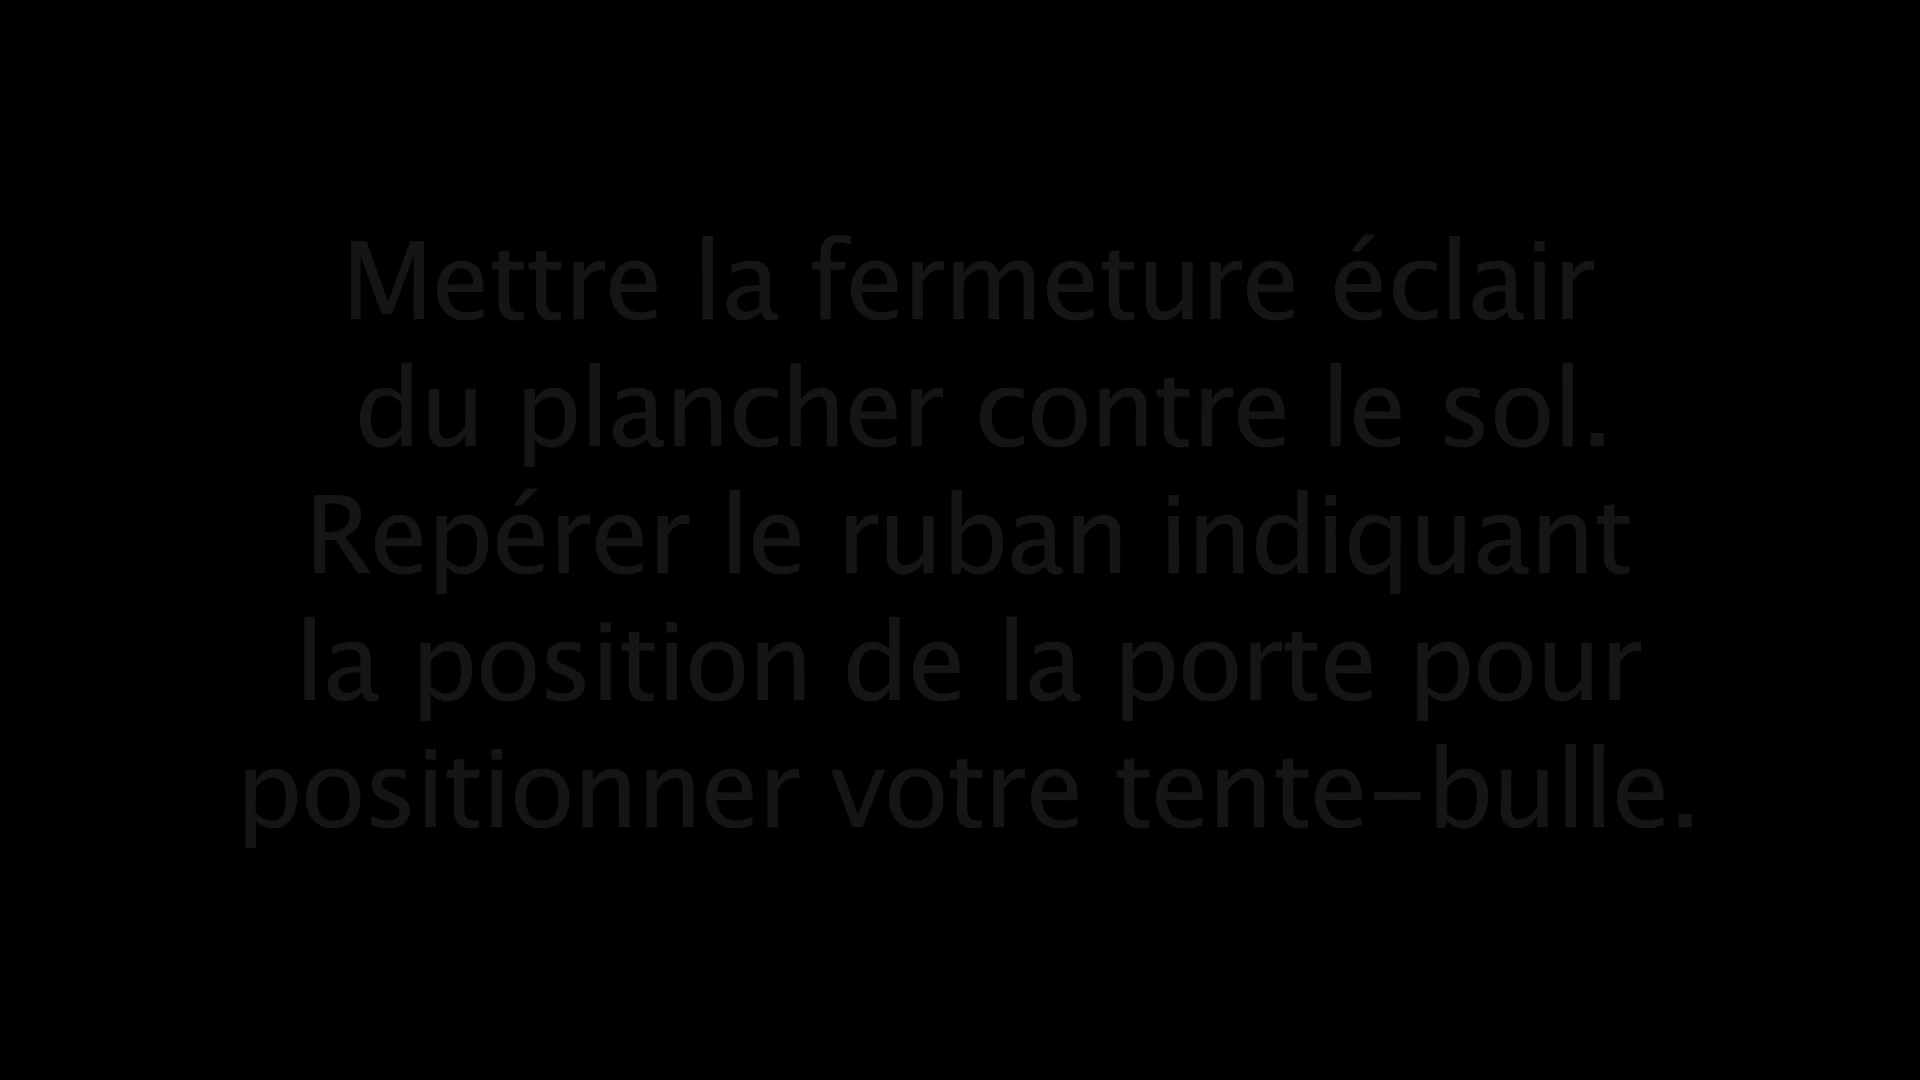 Mettre la fermeture éclair
du plancher contre le sol.
Repérer le ruban indiquant
la position de la porte pour
positionner votre tente-bulle.